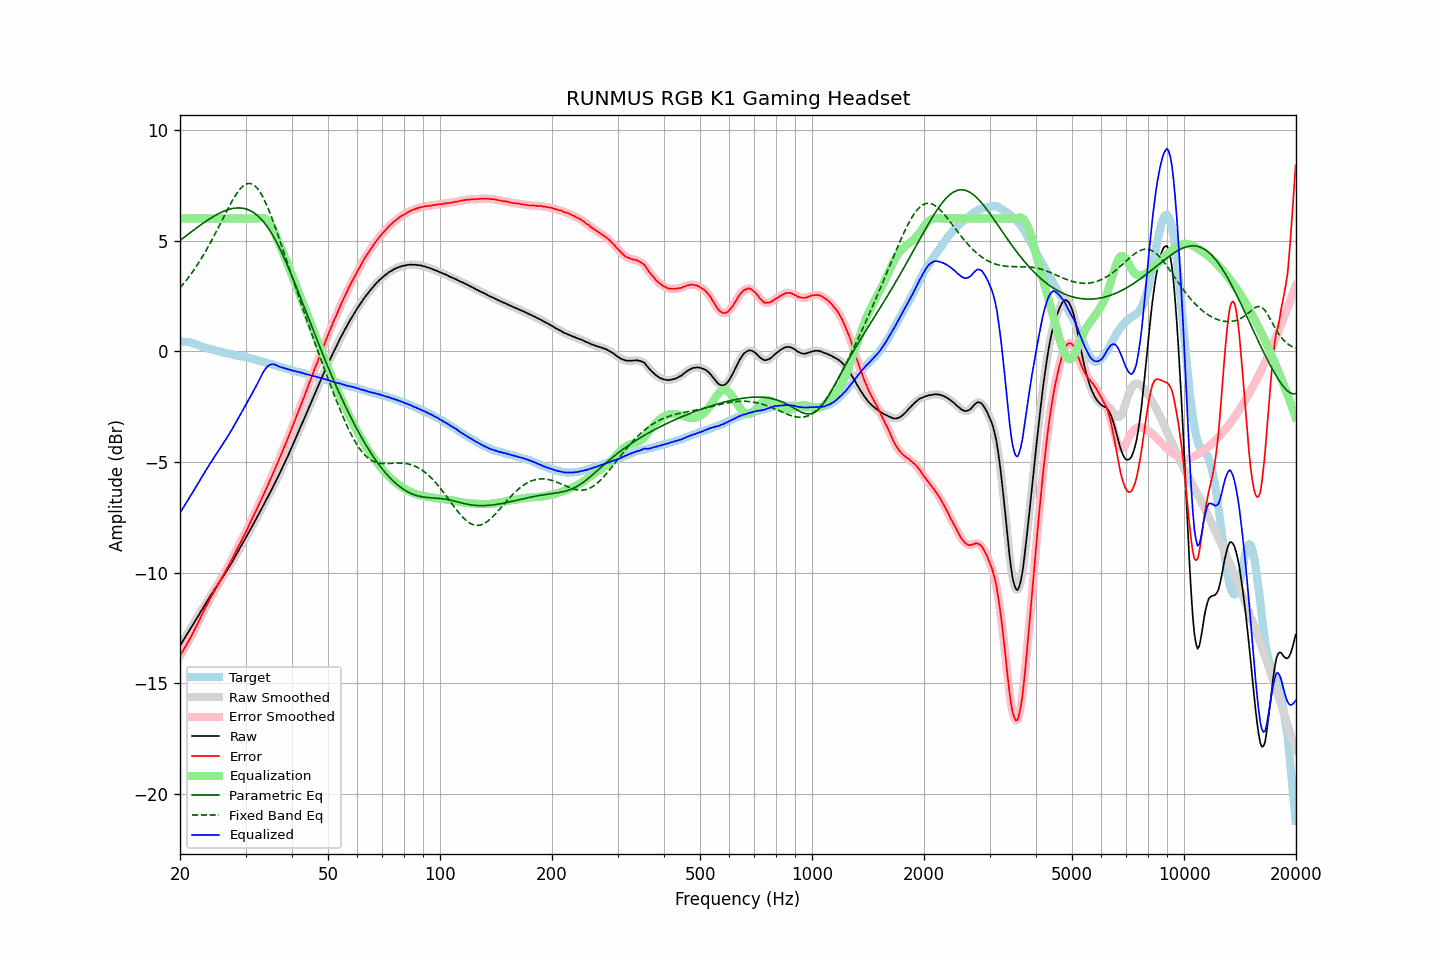 RUNMUS RGB K1 Gaming Headset
10
5
0
−5
−10
−15
−20
Amplitude (dBr)
Target
Raw Smoothed
Error Smoothed
Raw
Error
Equalization
Parametric Eq
Fixed Band Eq
Equalized
20
50
100
200
500
1000
2000
5000
10000
20000
Frequency (Hz)